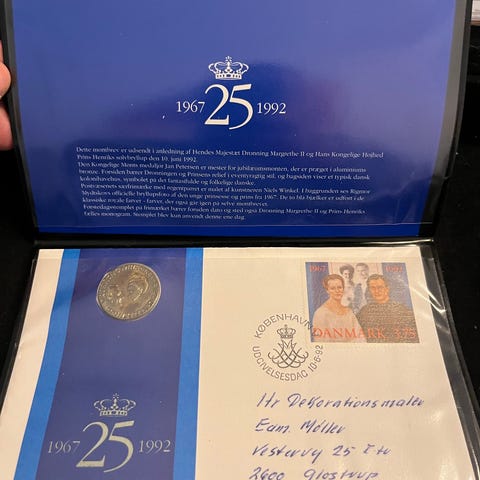 1967 25 1992
Dette montbrev er udsendt i anledning af Hendes Majestæt Dronning Margrethe II og Hans Kongelige Højhed
Prins Henriks sølvbryllup den 10. juni 1992.
Den Kongelige Mønts medaljør Jan Petersen er mester for jubilæumsmønten, der er præget i aluminiums
bronze. Forsiden bærer Dronningen og Prinsens relief i eventyragtig stil, og bagsiden viser et typisk dansk
kolonihavehus, symbolet på det fantasifulde og folkelige danske.
Postvæsenets særfrimærke med regentparret er malet af kunstneren Niels Winkel. I baggrunden ses Rigmor
Mydtskovs officielle bryllupsfoto af den unge prinsesse og prins fra 1967. De to blå bjælker er udført i de
klassiske royale farver - farver, der også går igen på selve montbrevet.
Førstedagsstemplet på frimærket bærer foruden dato og sted også Dronning Margrethe II og Prins Henriks
fælles monogram. Stemplet blev kun anvendt denne ene dag.
1967 1992
DANMARK 3.75
KØBENHAVN
UDGIVELSESDAG 10-6-92
Hr Dekorationsmaler
Eam. Møller
Vestervej 25
2600 Glostrup
1967 25 1992